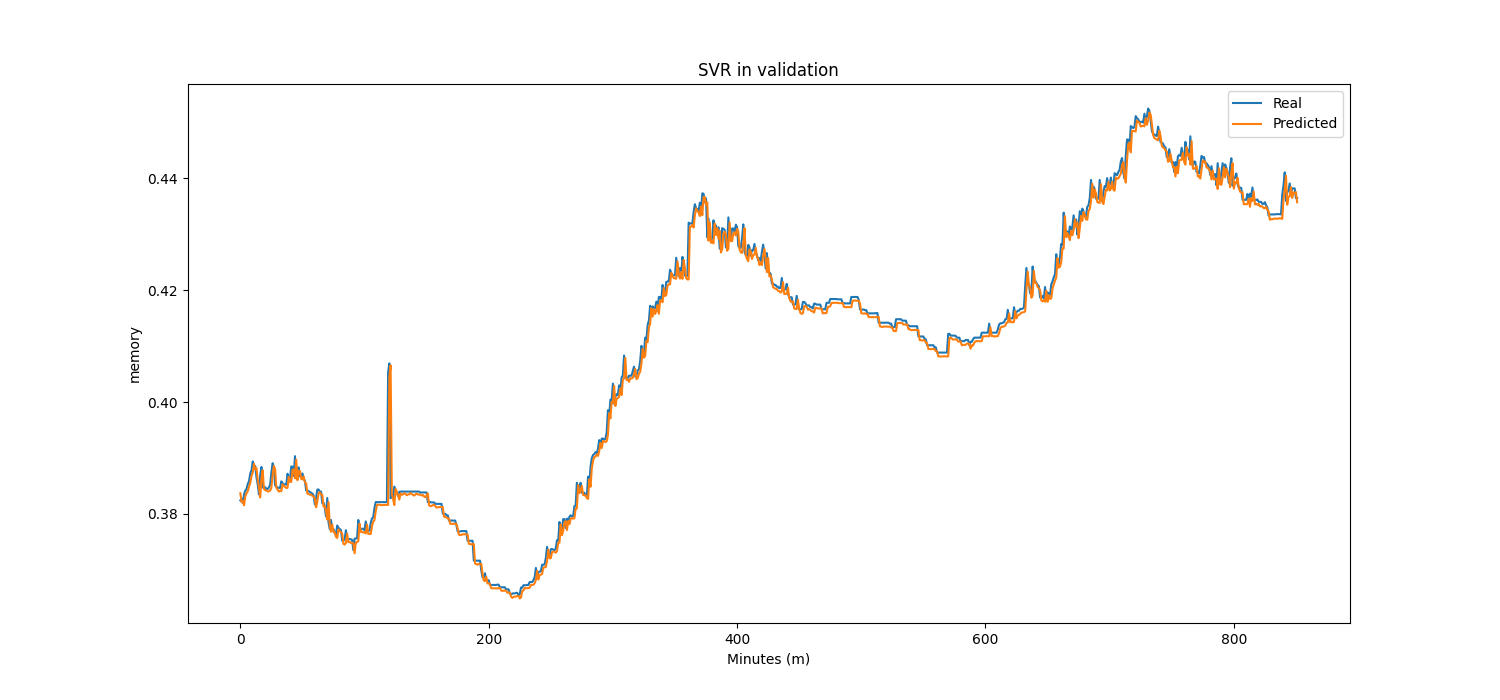 SVR in validation
Real
Predicted
0.44
0.42
0.40
0.38
memory
0
200
400
600
800
Minutes (m)